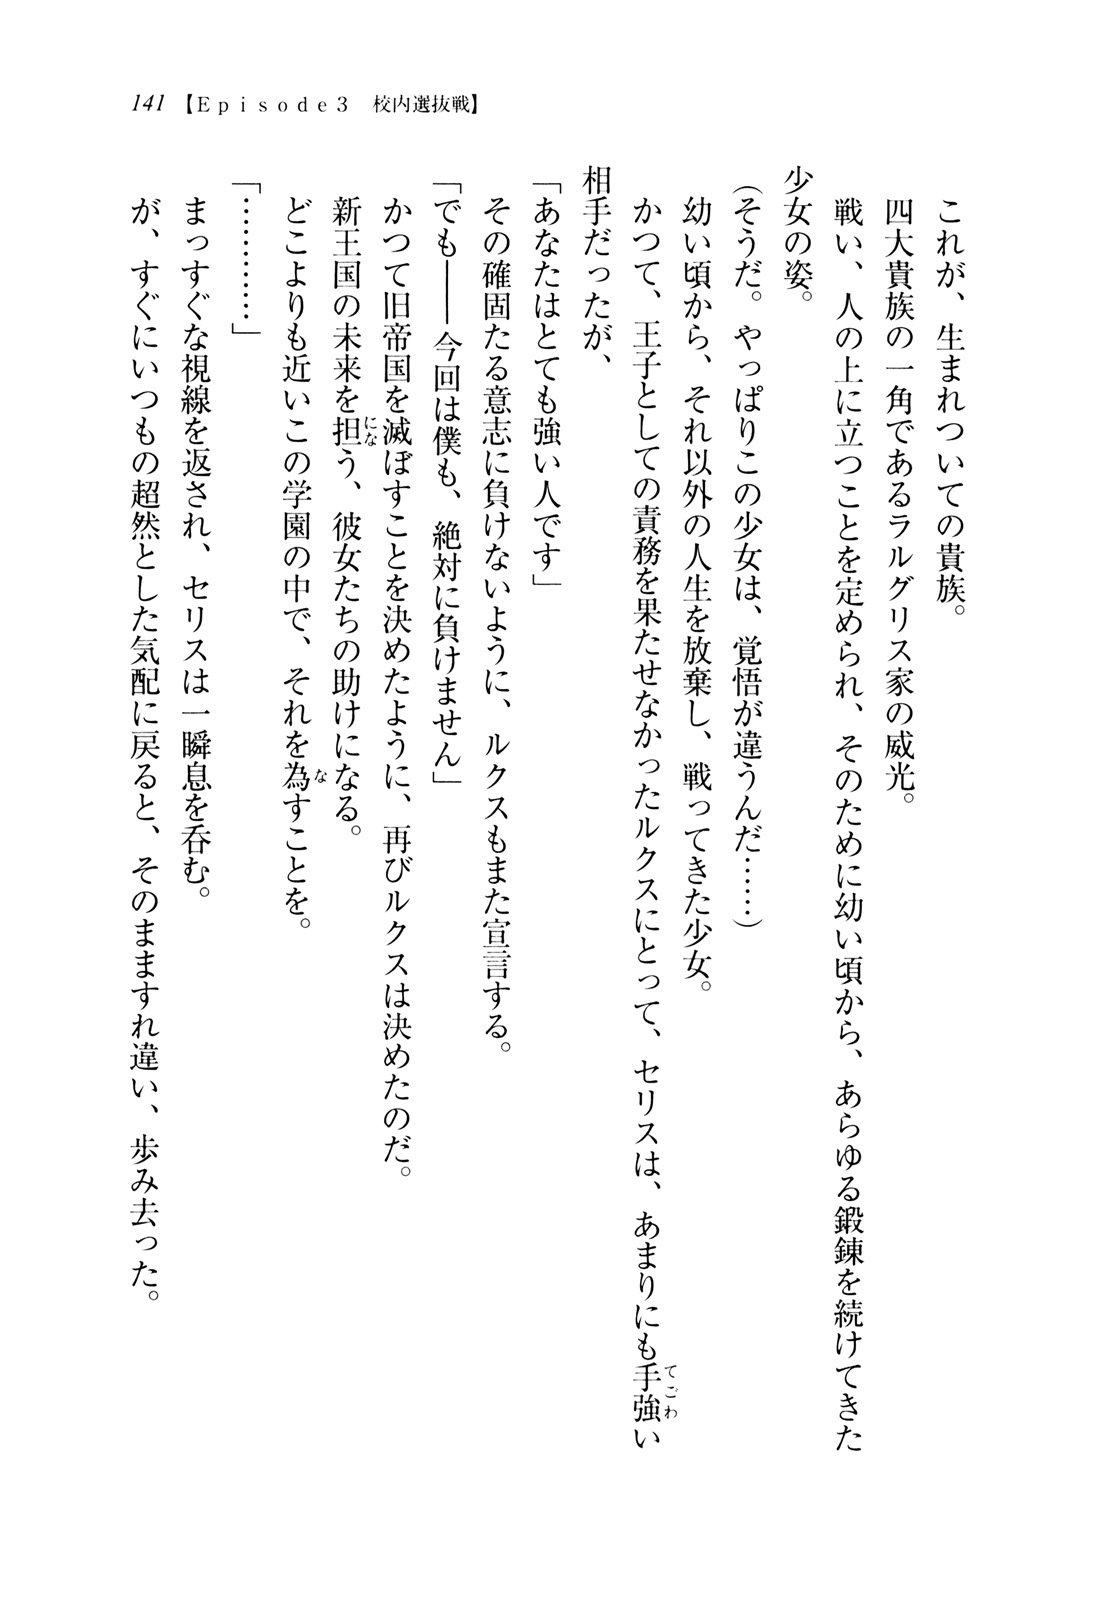 141【Episode3　校内選抜戦】
これが、生まれついての貴族。
四大貴族の一角であるラルグリス家の威光。
戦い、人の上に立つことを定められ、そのために幼い頃から、あらゆる鍛錬を続けてきた
少女の姿。
（そうだ。やっぱりこの少女は、覚悟が違うんだ……）
幼い頃から、それ以外の人生を放棄し、戦ってきた少女。
かつて、王子としての責務を果たせなかったルクスにとって、セリスは、あまりにも手強い
てごわ
相手だったが、
「あなたはとても強い人です」
その確固たる意志に負けないように、ルクスもまた宣言する。
「でも――今回は僕も、絶対に負けません」
かつて旧帝国を滅ぼすことを決めたように、再びルクスは決めたのだ。
新王国の未来を担う、彼女たちの助けになる。
にな
どこよりも近いこの学園の中で、それを為すことを。
な
「…………」
まっすぐな視線を返され、セリスは一瞬息を呑む。
が、すぐにいつもの超然とした気配に戻ると、そのまますれ違い、歩み去った。